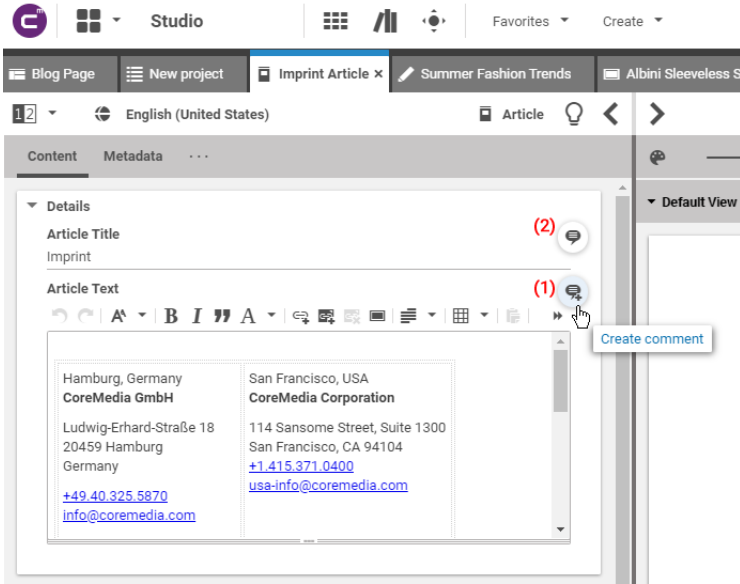 Studio
Favorites
Create
Blog Page
New project
Imprint Article ×
Summer Fashion Trends
Albini Sleeveless S
12
English (United States)
Article
Content
Metadata
...
Default View
Details
Article Title
(2)
Imprint
Article Text
(1)
B I A
Create comment
Hamburg, Germany
CoreMedia GmbH
Ludwig-Erhard-Straße 18
20459 Hamburg
Germany
+49.40.325.5870
info@coremedia.com
San Francisco, USA
CoreMedia Corporation
114 Sansome Street, Suite 1300
San Francisco, CA 94104
+1.415.371.0400
usa-info@coremedia.com